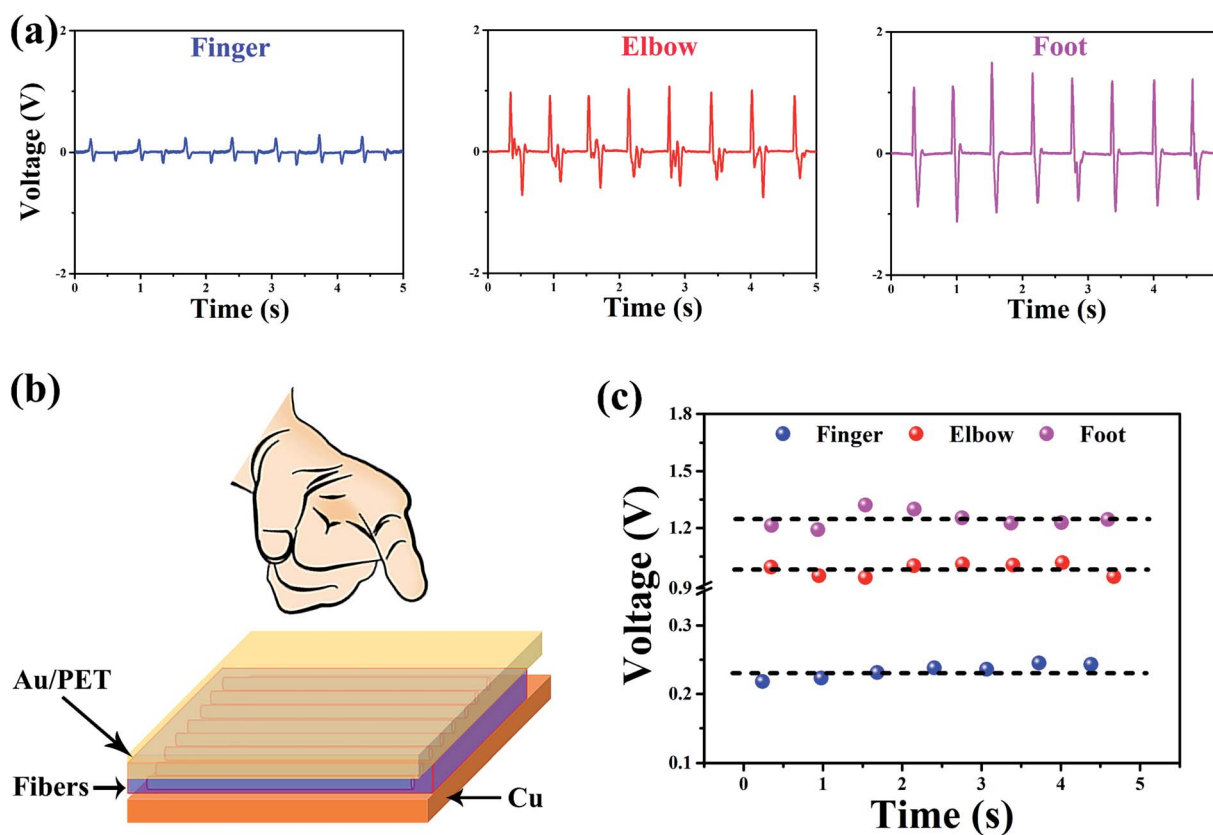 (a)
Finger
Voltage (V)
2
0
-2
0 1 2 3 4 5
Time (s)
Elbow
2
0
-2
0 1 2 3 4 5
Time (s)
Foot
2
0
-2
0 1 2 3 4
Time (s)
(b)
Au/PET
Fibers
Cu
(c)
Finger Elbow Foot
Voltage (V)
1.8
1.5
1.2
0.9
0.3
0.2
0.1
0 1 2 3 4 5
Time (s)